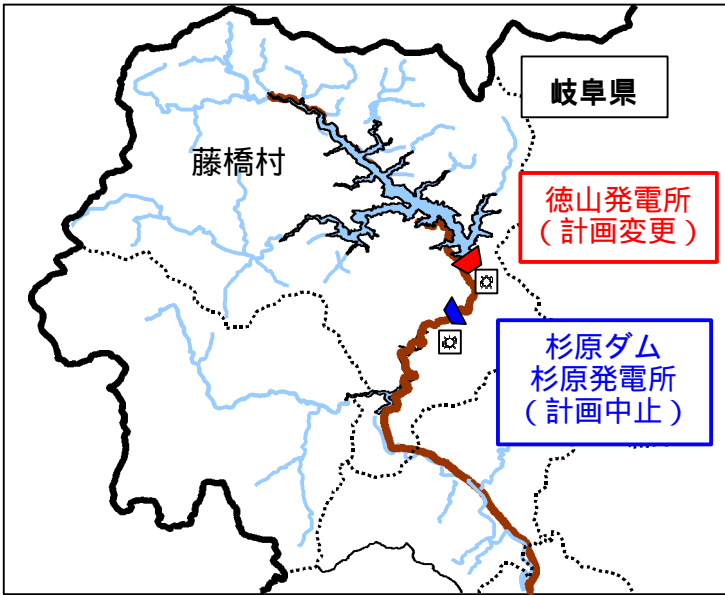 岐阜県
藤橋村
徳山発電所
（計画変更）
杉原ダム
杉原発電所
（計画中止）